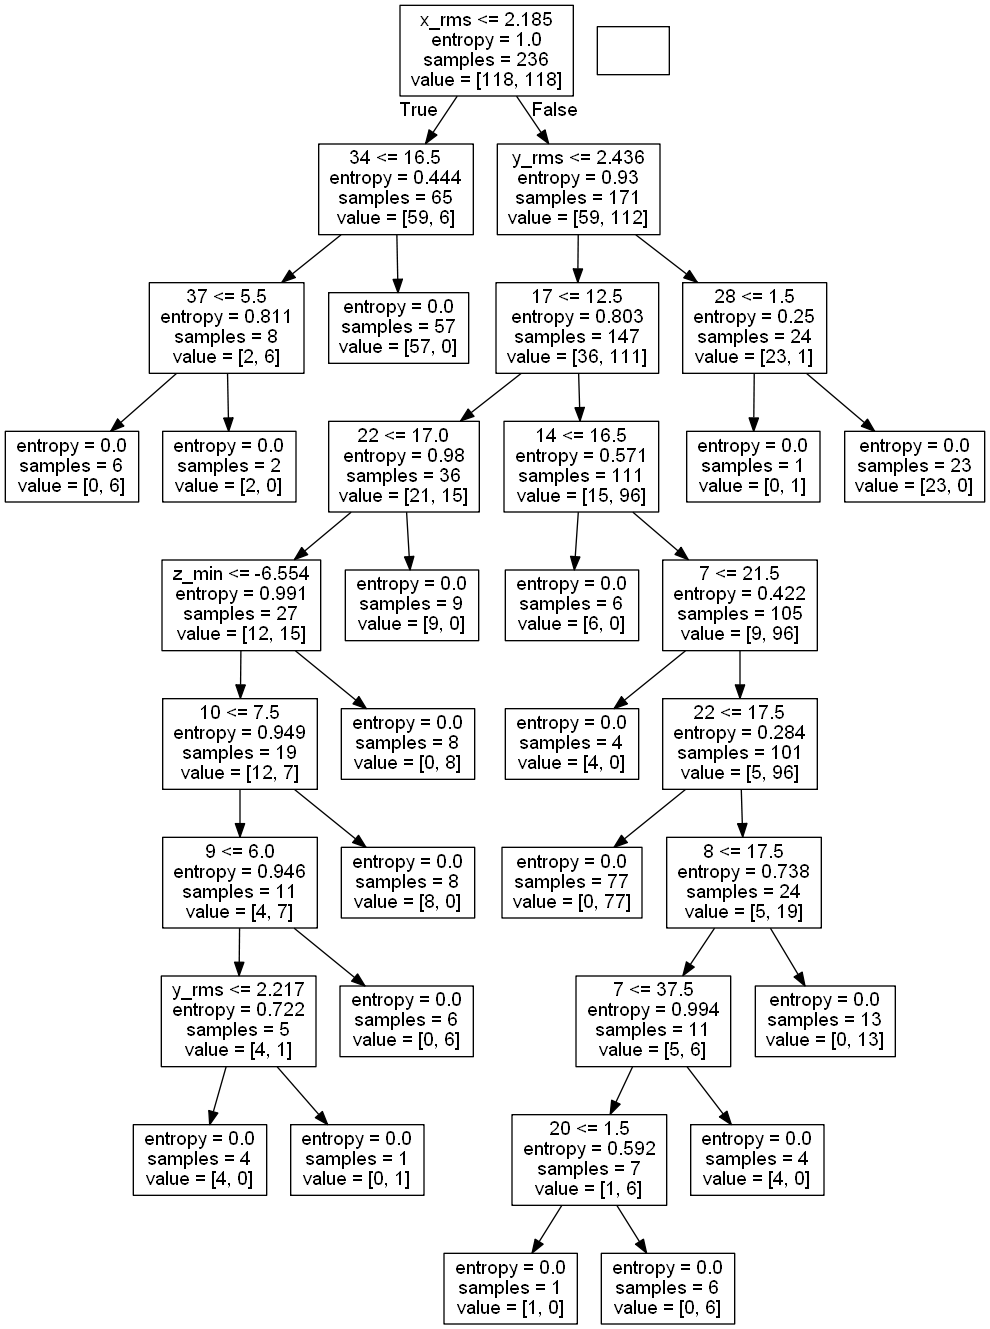 x_rms <= 2.185
entropy = 1.0
samples = 236
value = [118, 118]
True
False
34 <= 16.5
entropy = 0.444
samples = 65
value = [59, 6]
y_rms <= 2.436
entropy = 0.93
samples = 171
value = [59, 112]
37 <= 5.5
entropy = 0.811
samples = 8
value = [2, 6]
entropy = 0.0
samples = 57
value = [57, 0]
17 <= 12.5
entropy = 0.803
samples = 147
value = [36, 111]
28 <= 1.5
entropy = 0.25
samples = 24
value = [23, 1]
entropy = 0.0
samples = 6
value = [0, 6]
entropy = 0.0
samples = 2
value = [2, 0]
22 <= 17.0
entropy = 0.98
samples = 36
value = [21, 15]
14 <= 16.5
entropy = 0.571
samples = 111
value = [15, 96]
entropy = 0.0
samples = 1
value = [0, 1]
entropy = 0.0
samples = 23
value = [23, 0]
z_min <= -6.554
entropy = 0.991
samples = 27
value = [12, 15]
entropy = 0.0
samples = 9
value = [9, 0]
entropy = 0.0
samples = 6
value = [6, 0]
7 <= 21.5
entropy = 0.422
samples = 105
value = [9, 96]
10 <= 7.5
entropy = 0.949
samples = 19
value = [12, 7]
entropy = 0.0
samples = 8
value = [0, 8]
entropy = 0.0
samples = 4
value = [4, 0]
22 <= 17.5
entropy = 0.284
samples = 101
value = [5, 96]
9 <= 6.0
entropy = 0.946
samples = 11
value = [4, 7]
entropy = 0.0
samples = 8
value = [8, 0]
entropy = 0.0
samples = 77
value = [0, 77]
8 <= 17.5
entropy = 0.738
samples = 24
value = [5, 19]
y_rms <= 2.217
entropy = 0.722
samples = 5
value = [4, 1]
entropy = 0.0
samples = 6
value = [0, 6]
7 <= 37.5
entropy = 0.994
samples = 11
value = [5, 6]
entropy = 0.0
samples = 13
value = [0, 13]
entropy = 0.0
samples = 4
value = [4, 0]
entropy = 0.0
samples = 1
value = [0, 1]
20 <= 1.5
entropy = 0.592
samples = 7
value = [1, 6]
entropy = 0.0
samples = 4
value = [4, 0]
entropy = 0.0
samples = 1
value = [1, 0]
entropy = 0.0
samples = 6
value = [0, 6]